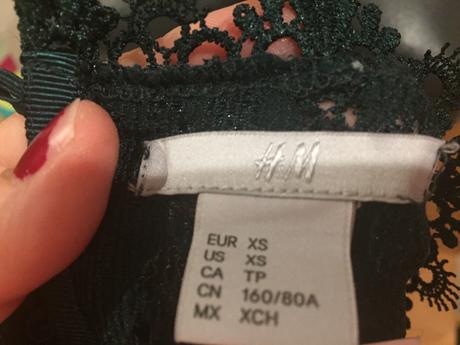 H&M
EUR XS
US XS
CA TP
CN 160/80A
MX XCH